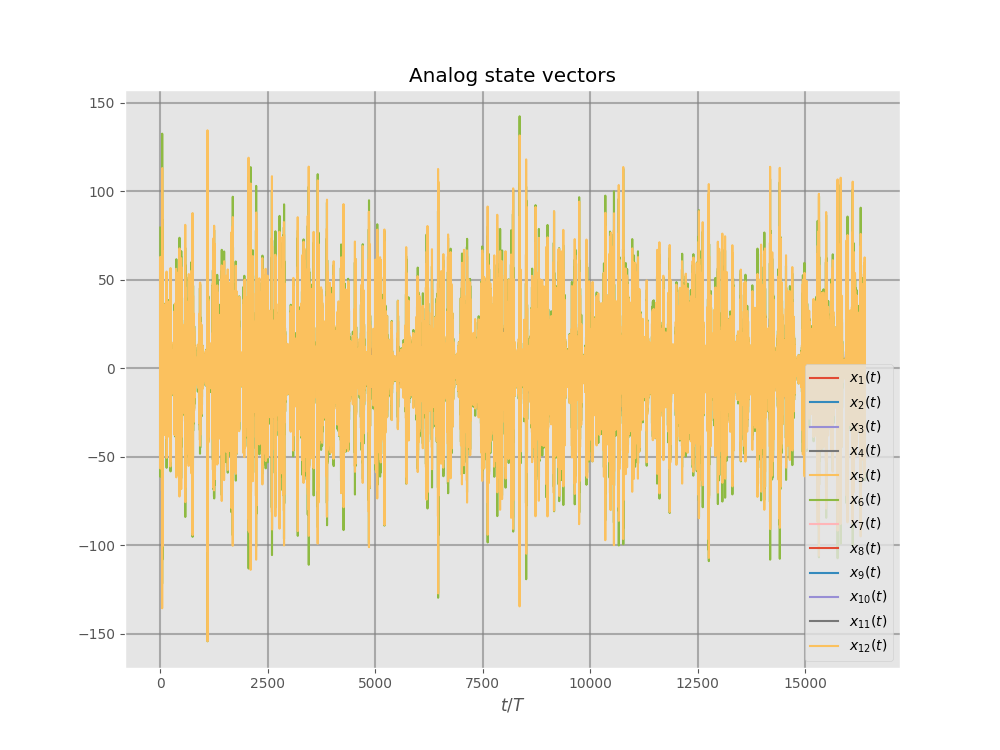 Analog state vectors
150
100
50
0
−50
−100
−150
0 2500 5000 7500 10000 12500 15000
t/T
x₁(t)
x₂(t)
x₃(t)
x₄(t)
x₅(t)
x₆(t)
x₇(t)
x₈(t)
x₉(t)
x₁₀(t)
x₁₁(t)
x₁₂(t)